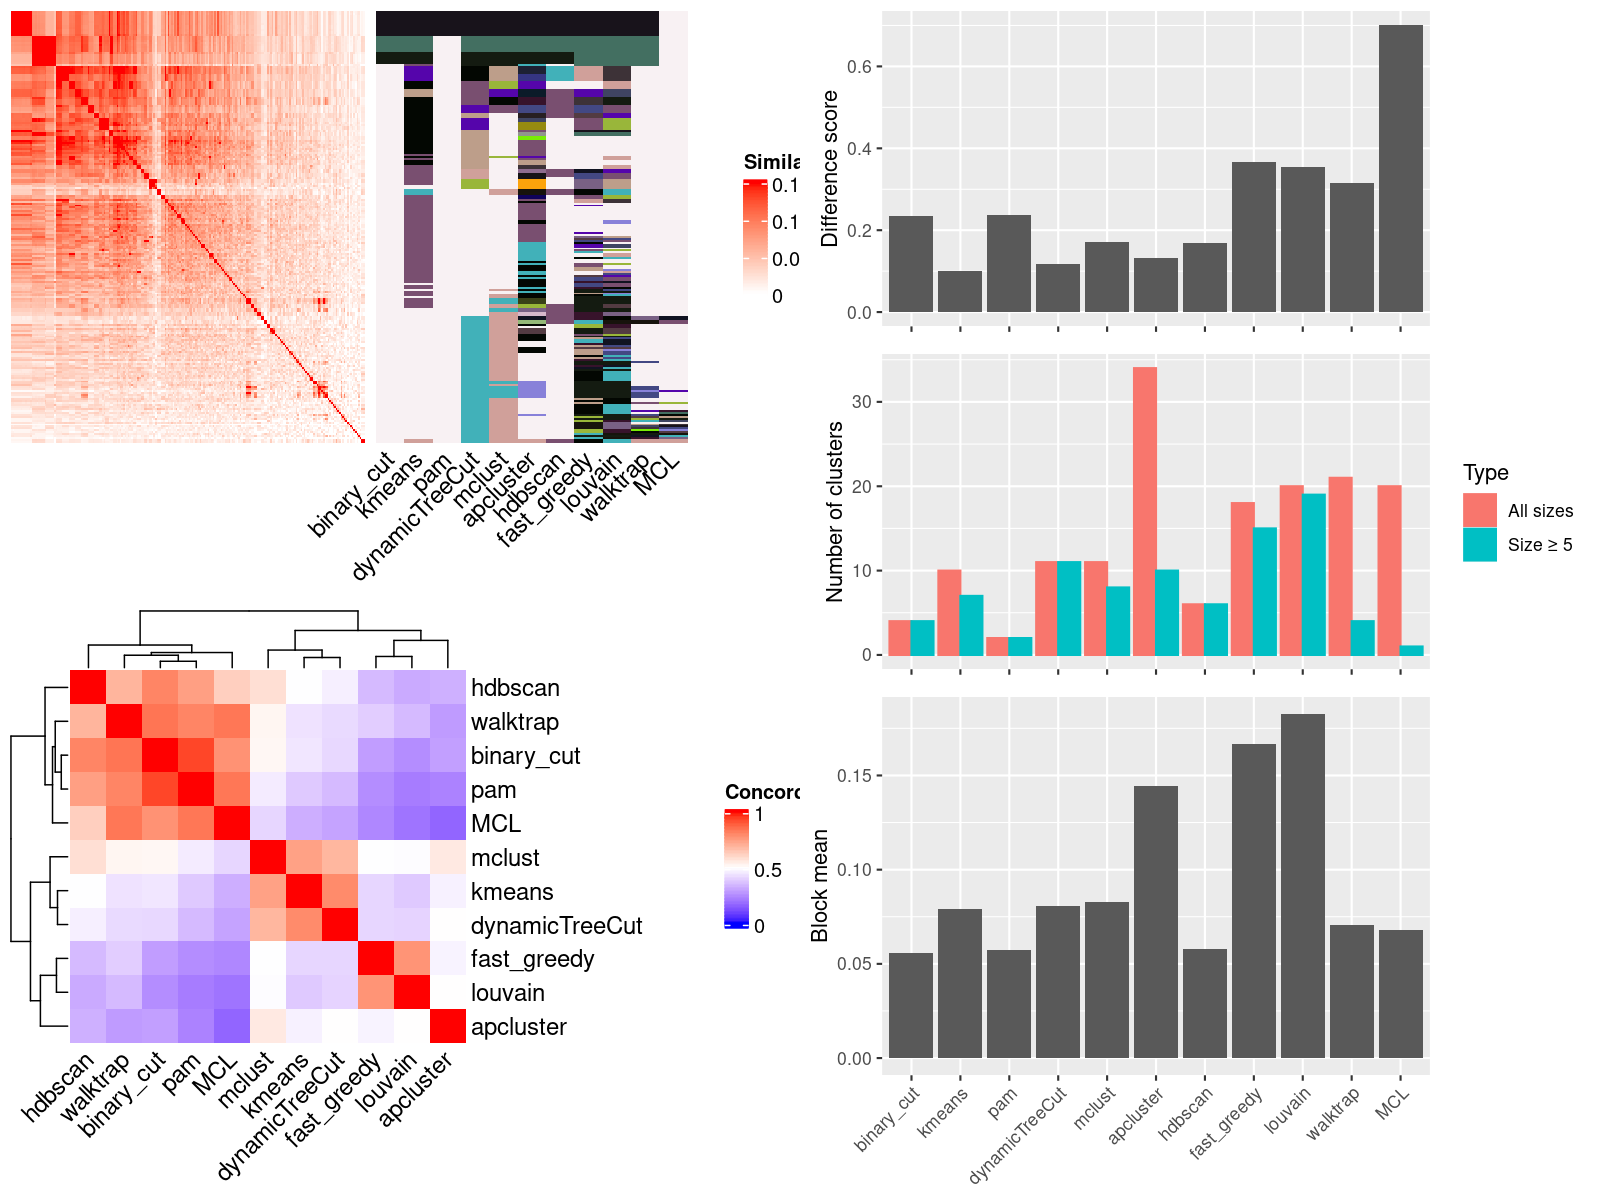 Simila
0.1
0.1
0.0
0
binary_cut
kmeans
pam
dynamicTreeCut
mclust
apcluster
hdbscan
fast_greedy
louvain
walktrap
MCL
hdbscan
walktrap
binary_cut
pam
MCL
mclust
kmeans
dynamicTreeCut
fast_greedy
louvain
apcluster
Concord
1
0.5
0
hdbscan
walktrap
binary_cut
pam
MCL
mclust
kmeans
dynamicTreeCut
fast_greedy
louvain
apcluster
Difference score
0.6
0.4
0.2
0.0
Number of clusters
30
20
10
0
Type
All sizes
Size ≥ 5
Block mean
0.15
0.10
0.05
0.00
binary_cut
kmeans
pam
dynamicTreeCut
mclust
apcluster
hdbscan
fast_greedy
louvain
walktrap
MCL